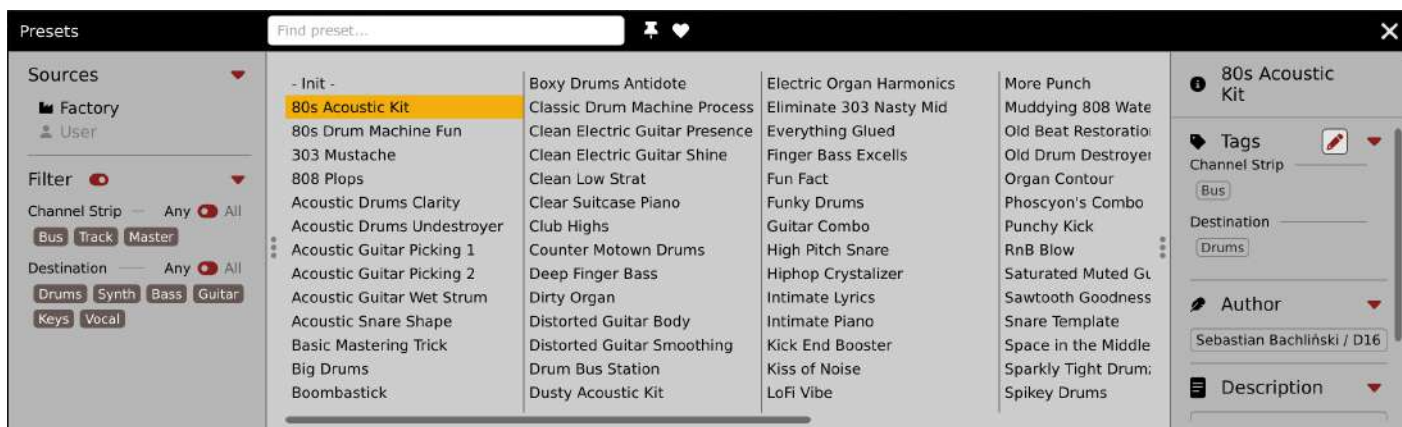 Presets
Find preset...
Sources
Factory
User
Filter
Channel Strip Any All
Bus Track Master
Destination Any All
Drums Synth Bass Guitar
Keys Vocal
- Init -
80s Acoustic Kit
80s Drum Machine Fun
303 Mustache
808 Plops
Acoustic Drums Clarity
Acoustic Drums Undestroyer
Acoustic Guitar Picking 1
Acoustic Guitar Picking 2
Acoustic Guitar Wet Strum
Acoustic Snare Shape
Basic Mastering Trick
Big Drums
Boombastick
Boxy Drums Antidote
Classic Drum Machine Process
Clean Electric Guitar Presence
Clean Electric Guitar Shine
Clean Low Strat
Clear Suitcase Piano
Club Highs
Counter Motown Drums
Deep Finger Bass
Dirty Organ
Distorted Guitar Body
Distorted Guitar Smoothing
Drum Bus Station
Dusty Acoustic Kit
Electric Organ Harmonics
Eliminate 303 Nasty Mid
Everything Glued
Finger Bass Excells
Fun Fact
Funky Drums
Guitar Combo
High Pitch Snare
Hiphop Crystalizer
Intimate Lyrics
Intimate Piano
Kick End Booster
Kiss of Noise
LoFi Vibe
More Punch
Muddying 808 Wate
Old Beat Restoratio
Old Drum Destroyer
Organ Contour
Phoscyon's Combo
Punchy Kick
RnB Blow
Saturated Muted Gu
Sawtooth Goodness
Snare Template
Space in the Middle
Sparkly Tight Drum
Spikey Drums
80s Acoustic
Kit
Tags
Channel Strip
Bus
Destination
Drums
Author
Sebastian Bachliński / D16
Description